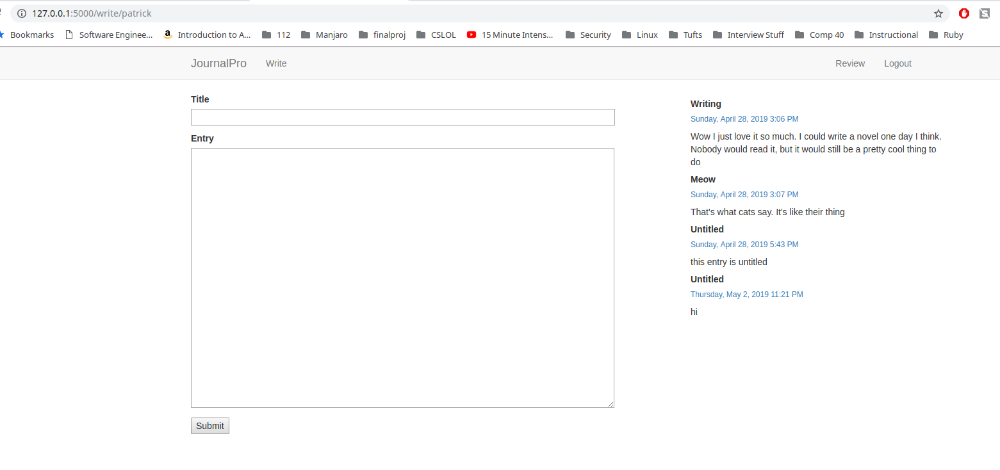 127.0.0.1:5000/write/patrick
Bookmarks Software Enginee... Introduction to A... 112 Manjaro finalproj CSLOL 15 Minute Intens... Security Linux Tufts Interview Stuff Comp 40 Instructional Ruby
JournalPro Write Review Logout
Title
Entry
Submit
Writing
Sunday, April 28, 2019 3:06 PM
Wow I just love it so much. I could write a novel one day I think.
Nobody would read it, but it would still be a pretty cool thing to
do
Meow
Sunday, April 28, 2019 3:07 PM
That's what cats say. It's like their thing
Untitled
Sunday, April 28, 2019 5:43 PM
this entry is untitled
Untitled
Thursday, May 2, 2019 11:21 PM
hi